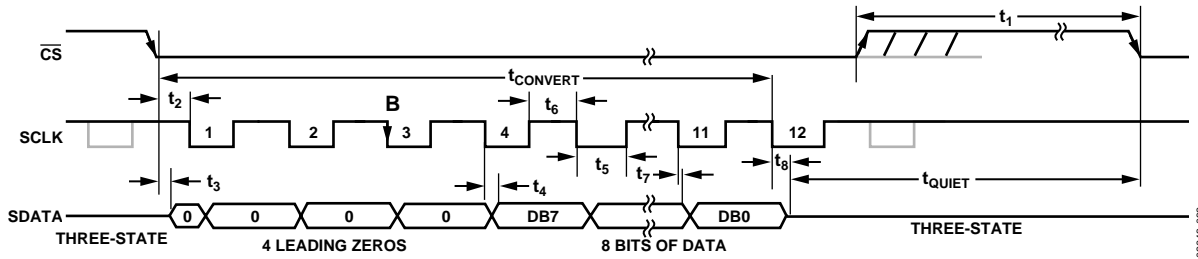 t1
CS
tCONVERT
t2
B
t6
SCLK
1
2
3
4
11
12
t3
t4
t5
t7
t8
tQUIET
SDATA
0
0
0
0
DB7
DB0
THREE-STATE
4 LEADING ZEROS
8 BITS OF DATA
THREE-STATE